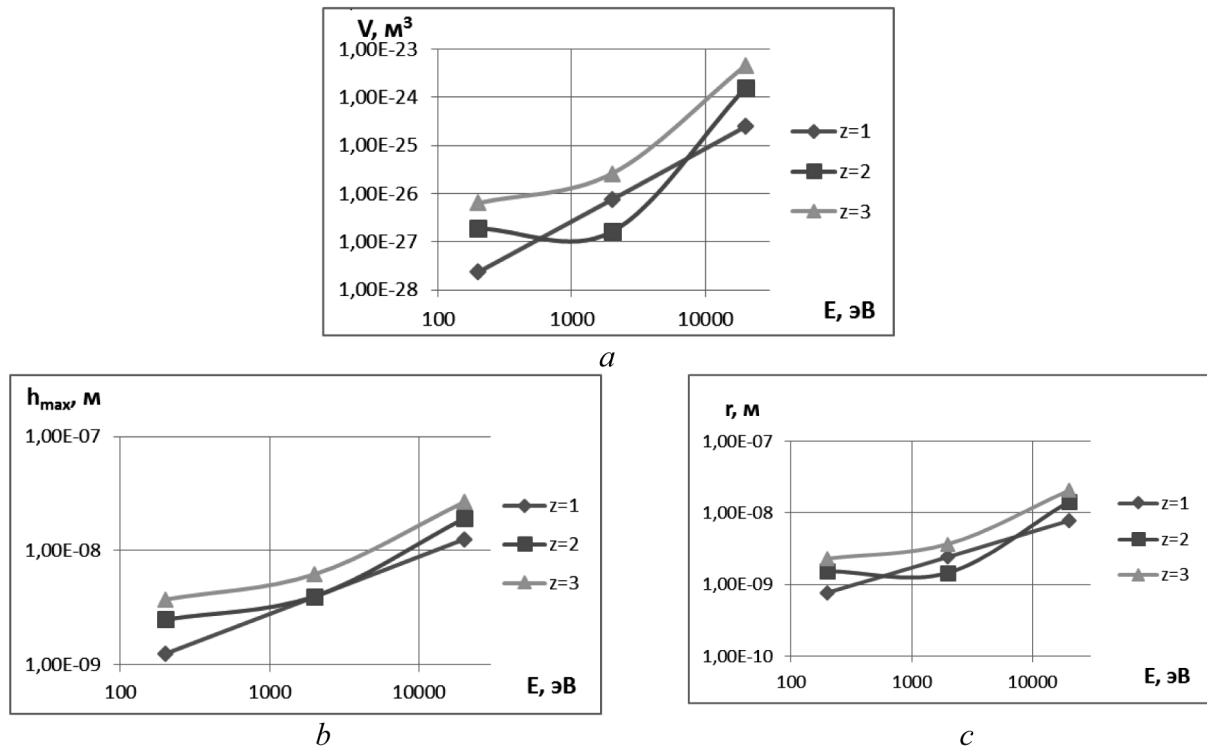 V, м³
1,00E-23
1,00E-24
1,00E-25
1,00E-26
1,00E-27
1,00E-28
100 1000 10000
E, эВ
z=1
z=2
z=3
a
hmax, м
1,00E-07
1,00E-08
1,00E-09
100 1000 10000
E, эВ
z=1
z=2
z=3
b
r, м
1,00E-07
1,00E-08
1,00E-09
1,00E-10
100 1000 10000
E, эВ
z=1
z=2
z=3
c